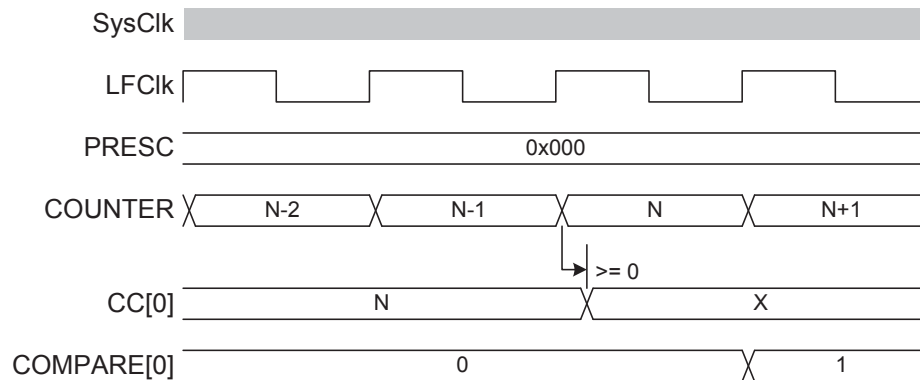 SysClk
LFClk
PRESC 0x000
COUNTER N-2 N-1 N N+1
>= 0
CC[0] N X
COMPARE[0] 0 1